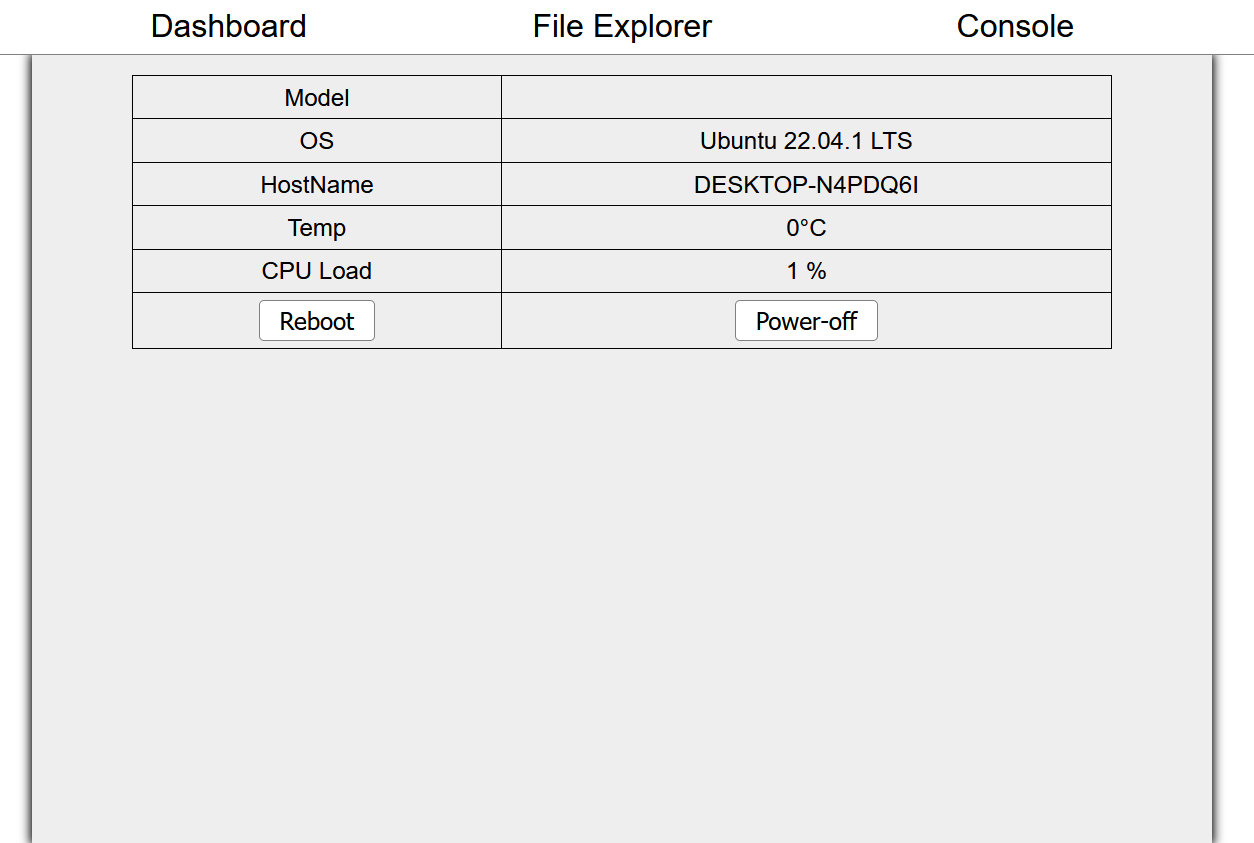 Dashboard File Explorer Console
Model
OS Ubuntu 22.04.1 LTS
HostName DESKTOP-N4PDQ6I
Temp 0°C
CPU Load 1 %
Reboot Power-off